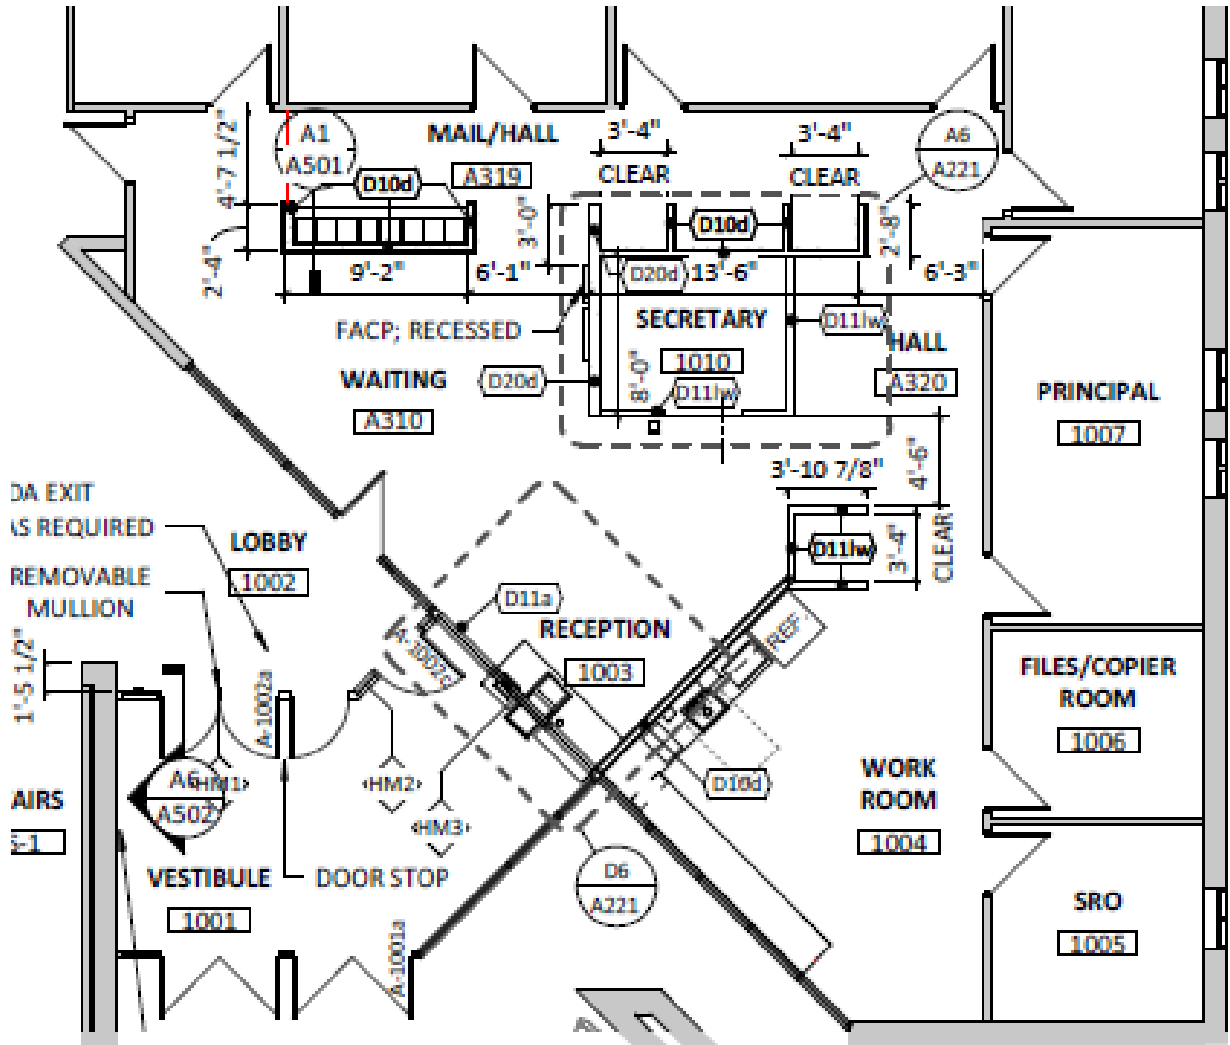 A1
A501
MAIL/HALL
A319
3'-4"
CLEAR
3'-4"
CLEAR
A6
A221
4'-7 1/2"
D10d
D10d
2'-4"
9'-2"
6'-1"
3'-0"
D20d
13'-6"
2'-8"
6'-3"
FACP; RECESSED
SECRETARY
1010
D11lw
HALL
A320
WAITING
A310
D20d
8'-0"
D11lw
PRINCIPAL
1007
3'-10 7/8"
4'-6"
DA EXIT
AS REQUIRED
LOBBY
1002
REMOVABLE
MULLION
D11lw
3'-4"
CLEAR
D11a
RECEPTION
1003
REF.
A-1002c
FILES/COPIER
ROOM
1006
1'-5 1/2"
A-1002a
A6
A502
HM1
HM2
HM3
D10d
WORK
ROOM
1004
AIRS
S-1
VESTIBULE
1001
DOOR STOP
D6
A221
SRO
1005
A-1001a